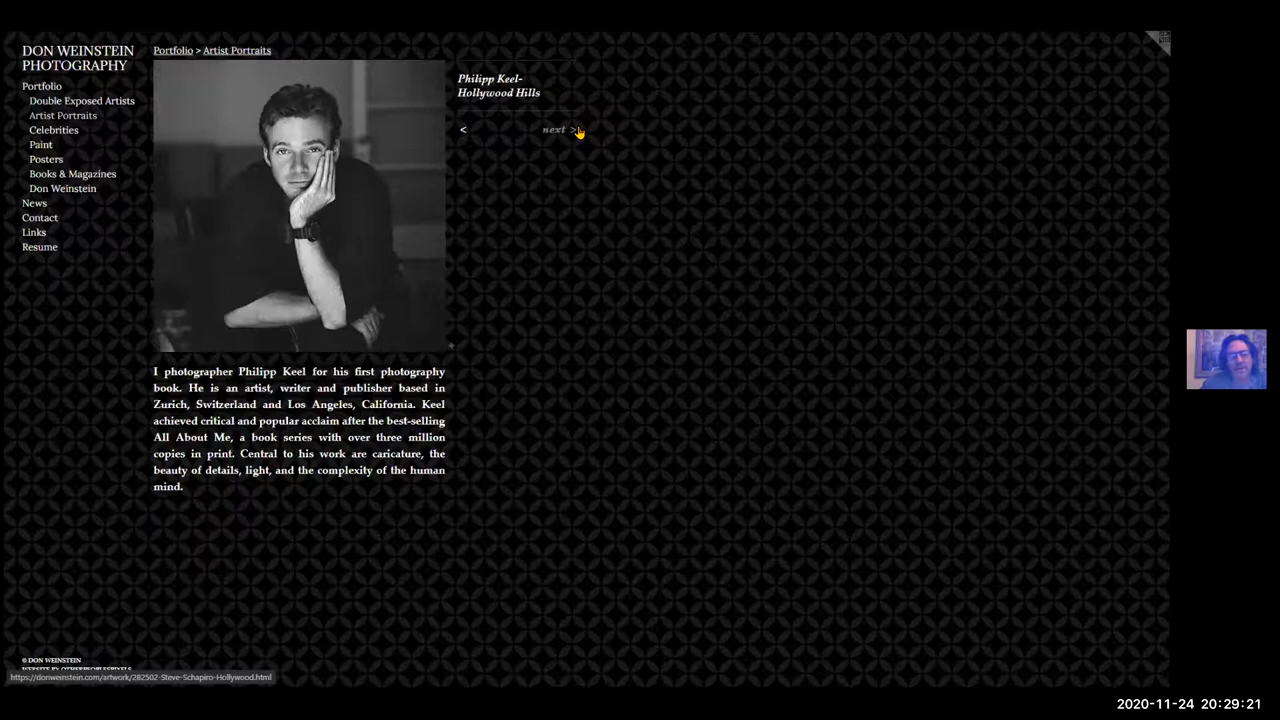 DON WEINSTEIN
PHOTOGRAPHY
Portfolio
Double Exposed Artists
Artist Portraits
Celebrities
Paint
Posters
Books & Magazines
Don Weinstein
News
Contact
Links
Resume
Portfolio > Artist Portraits
Philipp Keel-
Hollywood Hills
<
next >
I photographer Philipp Keel for his first photography
book. He is an artist, writer and publisher based in
Zurich, Switzerland and Los Angeles, California. Keel
achieved critical and popular acclaim after the best-selling
All About Me, a book series with over three million
copies in print. Central to his work are caricature, the
beauty of details, light, and the complexity of the human
mind.
© DON WEINSTEIN
https://donweinstein.com/artwork/282502-Steve-Schapiro-Hollywood.html
2020-11-24 20:29:21